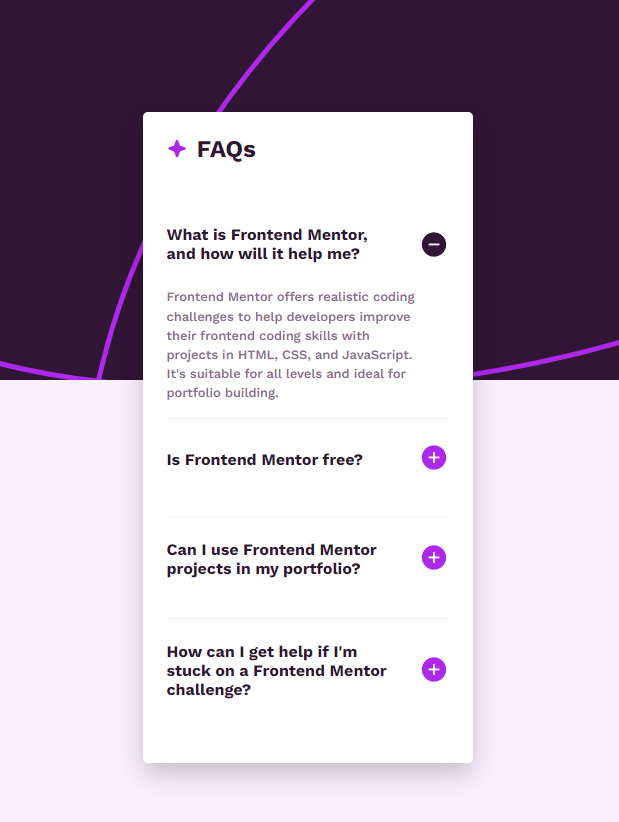 FAQs
What is Frontend Mentor,
and how will it help me?
Frontend Mentor offers realistic coding
challenges to help developers improve
their frontend coding skills with
projects in HTML, CSS, and JavaScript.
It's suitable for all levels and ideal for
portfolio building.
Is Frontend Mentor free?
Can I use Frontend Mentor
projects in my portfolio?
How can I get help if I'm
stuck on a Frontend Mentor
challenge?